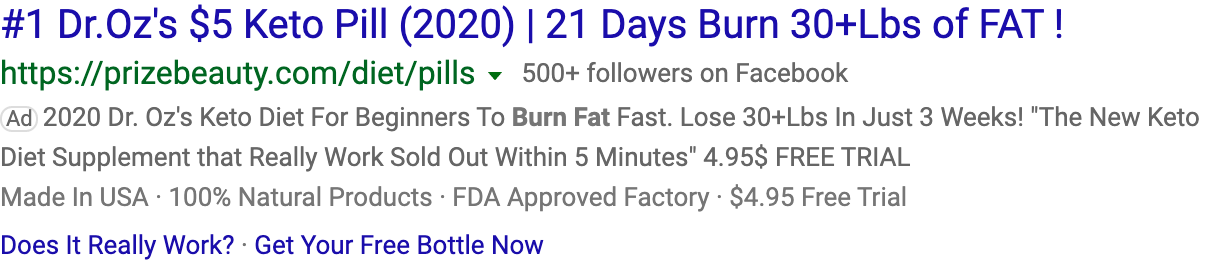 #1 Dr.Oz's $5 Keto Pill (2020) | 21 Days Burn 30+Lbs of FAT !
https://prizebeauty.com/diet/pills ▼ 500+ followers on Facebook
Ad 2020 Dr. Oz's Keto Diet For Beginners To Burn Fat Fast. Lose 30+Lbs In Just 3 Weeks! "The New Keto
Diet Supplement that Really Work Sold Out Within 5 Minutes" 4.95$ FREE TRIAL
Made In USA · 100% Natural Products · FDA Approved Factory · $4.95 Free Trial
Does It Really Work? · Get Your Free Bottle Now